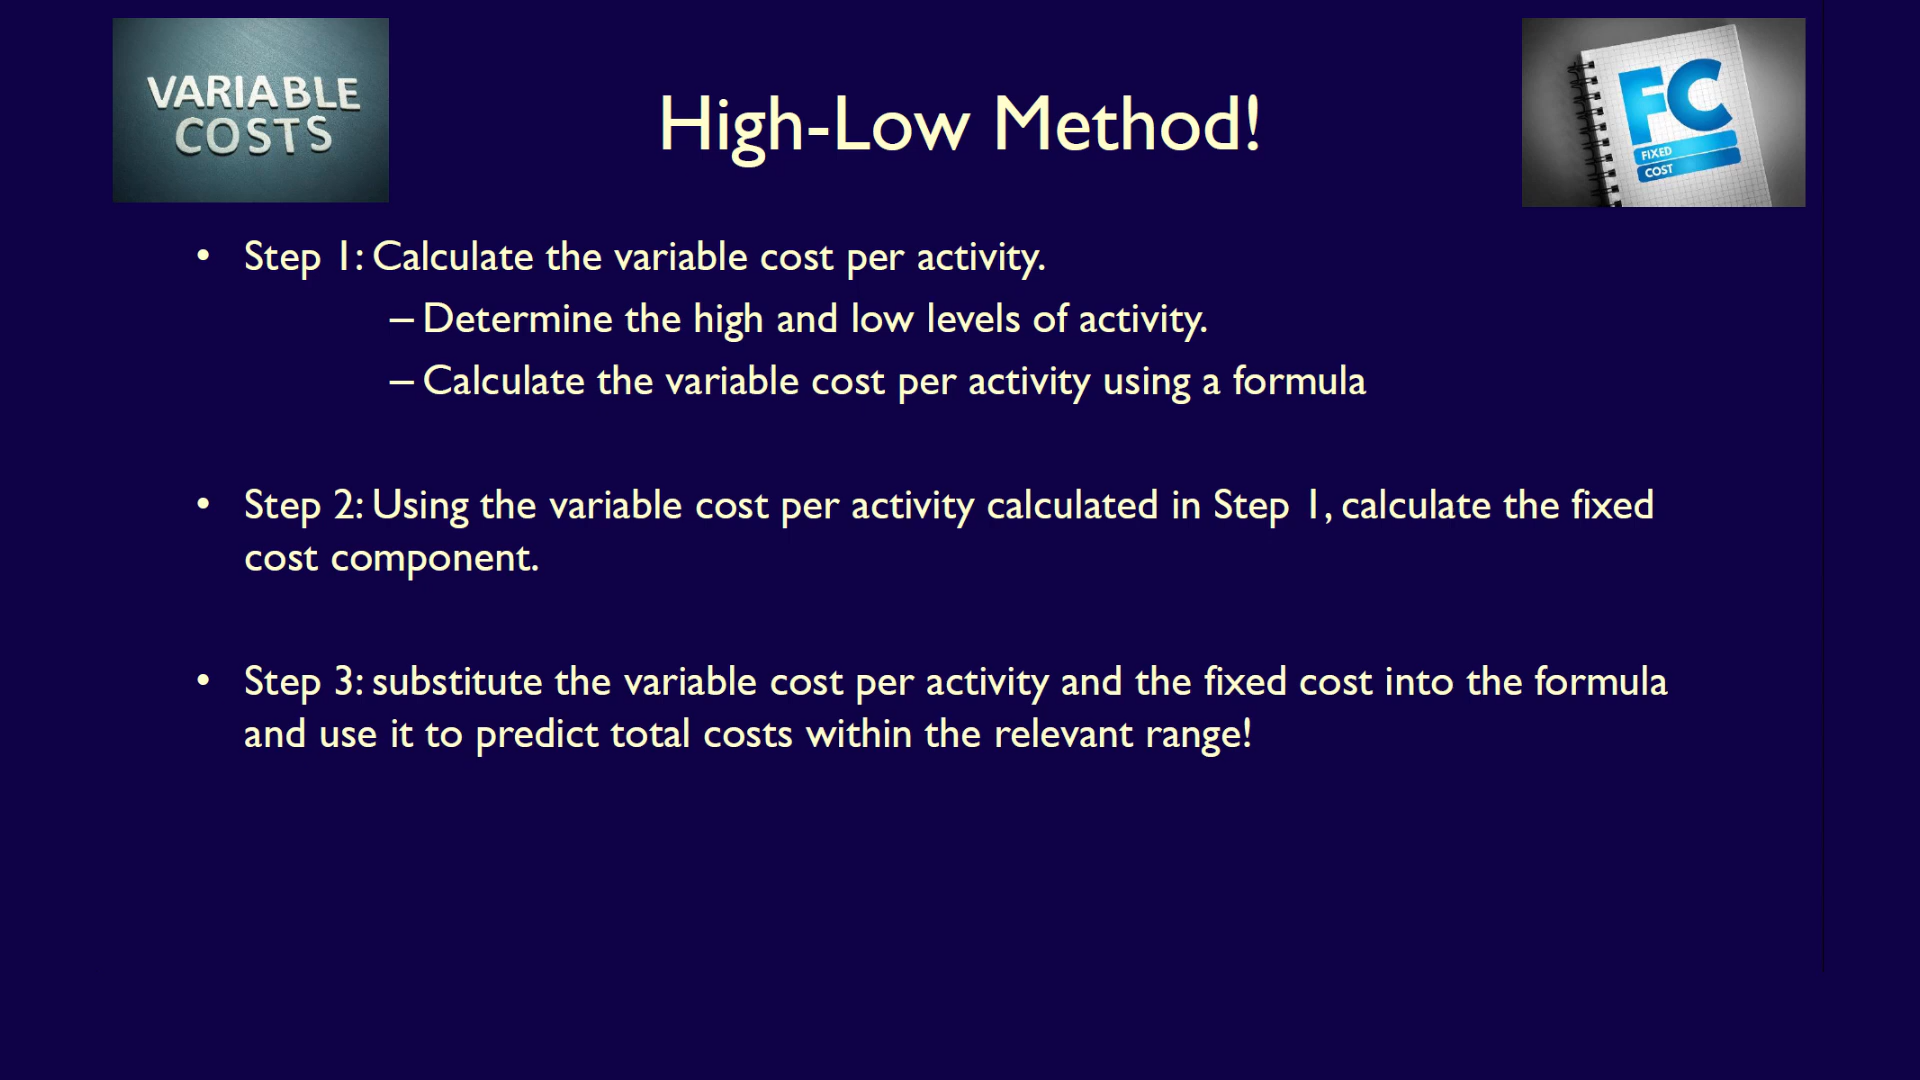 VARIABLE
COSTS
High-Low Method!
FC
FIXED
COST
• Step 1: Calculate the variable cost per activity.
– Determine the high and low levels of activity.
– Calculate the variable cost per activity using a formula
• Step 2: Using the variable cost per activity calculated in Step 1, calculate the fixed
cost component.
• Step 3: substitute the variable cost per activity and the fixed cost into the formula
and use it to predict total costs within the relevant range!